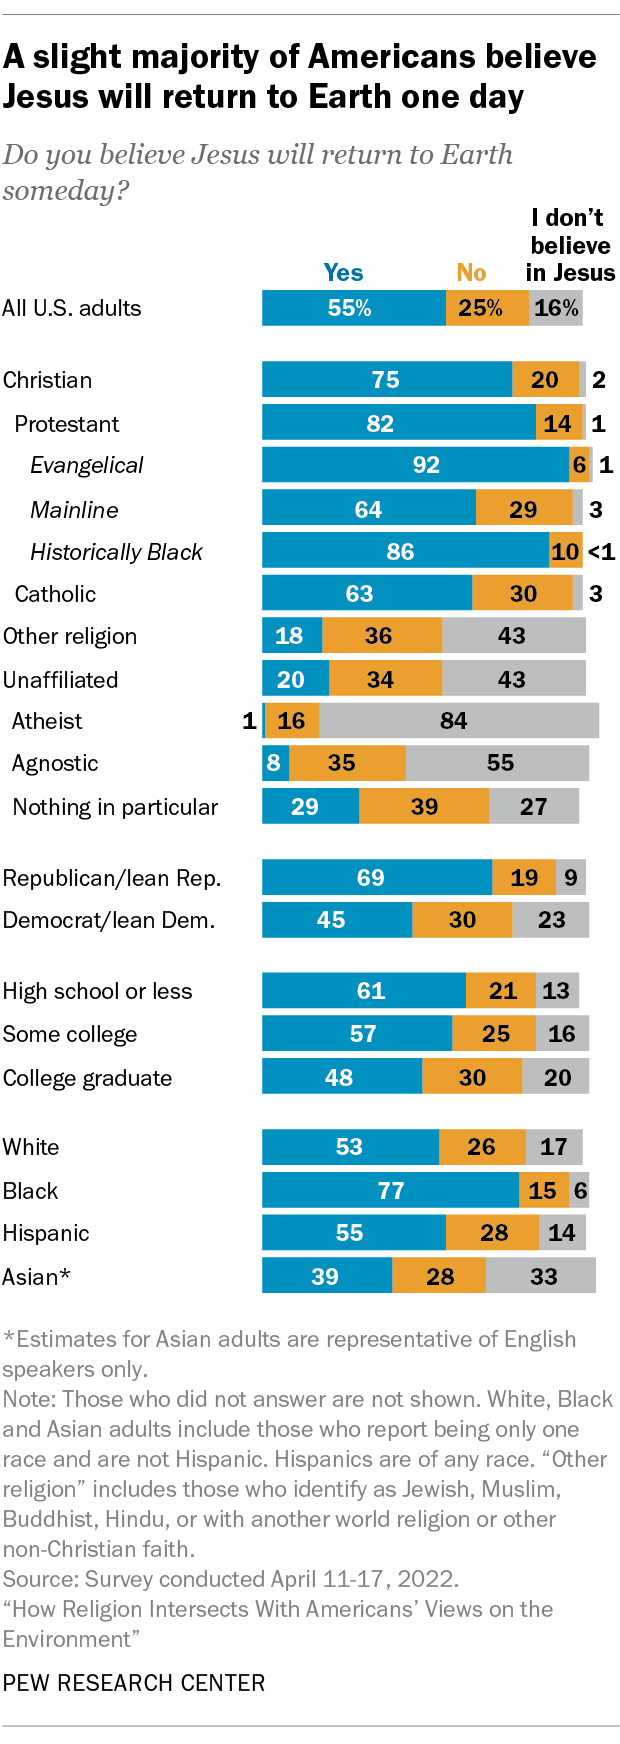 A slight majority of Americans believe
Jesus will return to Earth one day
Do you believe Jesus will return to Earth
someday?
Yes No I don’t
believe
in Jesus
All U.S. adults 55% 25% 16%
Christian 75 20 2
Protestant 82 14 1
Evangelical 92 6 1
Mainline 64 29 3
Historically Black 86 10 <1
Catholic 63 30 3
Other religion 18 36 43
Unaffiliated 20 34 43
Atheist 1 16 84
Agnostic 8 35 55
Nothing in particular 29 39 27
Republican/lean Rep. 69 19 9
Democrat/lean Dem. 45 30 23
High school or less 61 21 13
Some college 57 25 16
College graduate 48 30 20
White 53 26 17
Black 77 15 6
Hispanic 55 28 14
Asian* 39 28 33
*Estimates for Asian adults are representative of English
speakers only.
Note: Those who did not answer are not shown. White, Black
and Asian adults include those who report being only one
race and are not Hispanic. Hispanics are of any race. “Other
religion” includes those who identify as Jewish, Muslim,
Buddhist, Hindu, or with another world religion or other
non-Christian faith.
Source: Survey conducted April 11-17, 2022.
“How Religion Intersects With Americans’ Views on the
Environment”
PEW RESEARCH CENTER